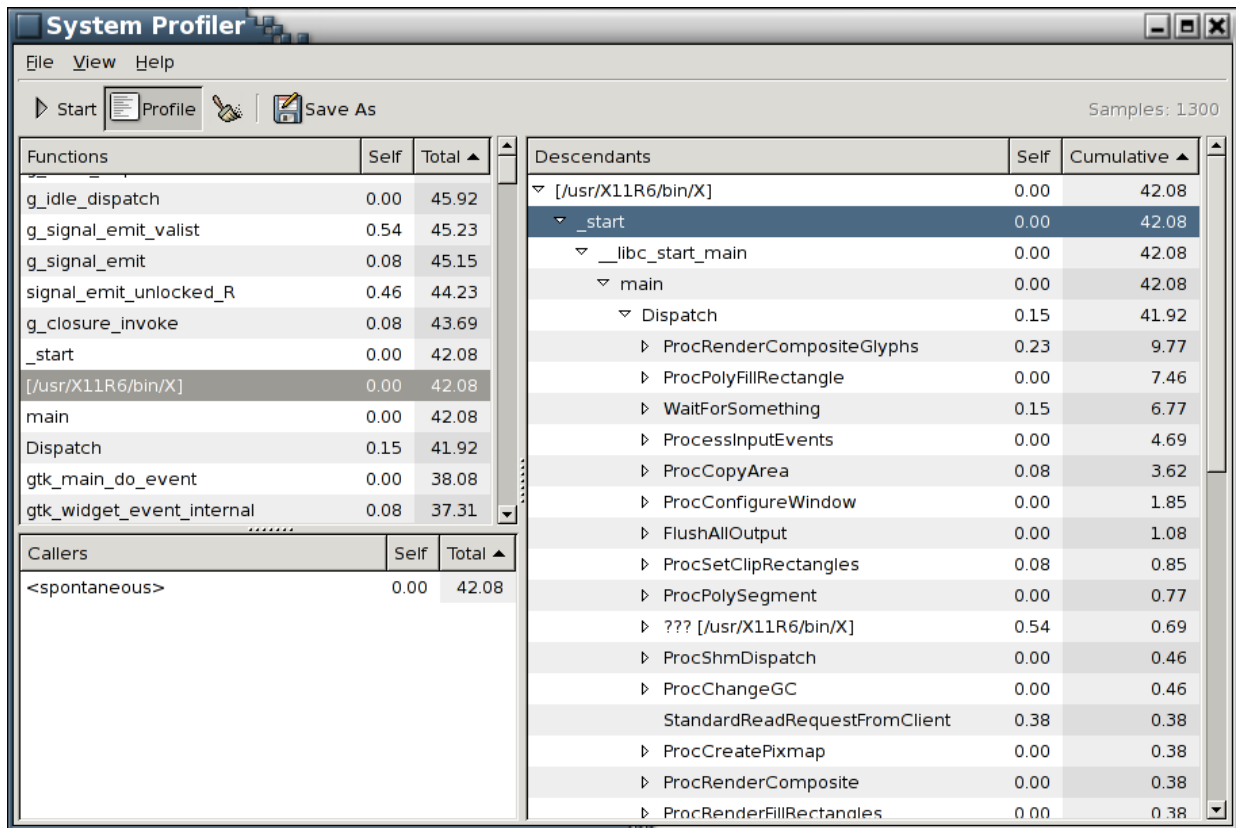 System Profiler
File View Help
Start Profile Save As Samples: 1300
Functions Self Total
g_idle_dispatch 0.00 45.92
g_signal_emit_valist 0.54 45.23
g_signal_emit 0.08 45.15
signal_emit_unlocked_R 0.46 44.23
g_closure_invoke 0.08 43.69
_start 0.00 42.08
[/usr/X11R6/bin/X] 0.00 42.08
main 0.00 42.08
Dispatch 0.15 41.92
gtk_main_do_event 0.00 38.08
gtk_widget_event_internal 0.08 37.31
Callers Self Total
<spontaneous> 0.00 42.08
Descendants Self Cumulative
[/usr/X11R6/bin/X] 0.00 42.08
_start 0.00 42.08
__libc_start_main 0.00 42.08
main 0.00 42.08
Dispatch 0.15 41.92
ProcRenderCompositeGlyphs 0.23 9.77
ProcPolyFillRectangle 0.00 7.46
WaitForSomething 0.15 6.77
ProcessInputEvents 0.00 4.69
ProcCopyArea 0.08 3.62
ProcConfigureWindow 0.00 1.85
FlushAllOutput 0.00 1.08
ProcSetClipRectangles 0.08 0.85
ProcPolySegment 0.00 0.77
??? [/usr/X11R6/bin/X] 0.54 0.69
ProcShmDispatch 0.00 0.46
ProcChangeGC 0.00 0.46
StandardReadRequestFromClient 0.38 0.38
ProcCreatePixmap 0.00 0.38
ProcRenderComposite 0.00 0.38
ProcRenderFillRectangles 0.00 0.38